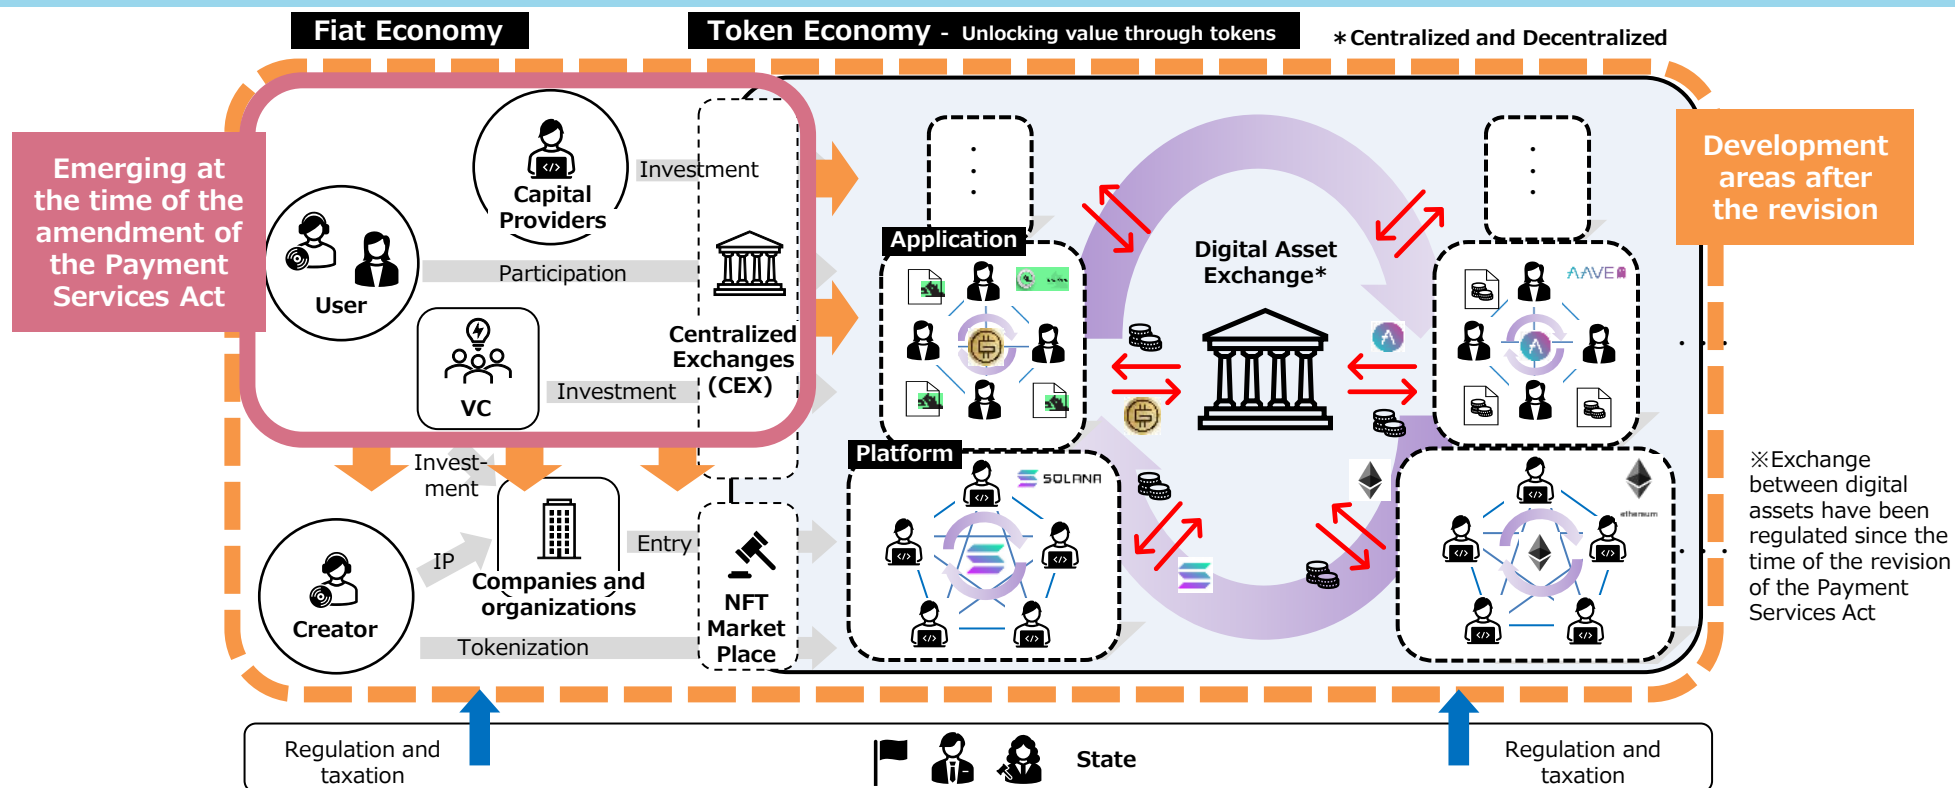 Fiat Economy
Token Economy - Unlocking value through tokens
*Centralized and Decentralized
Emerging at
the time of the
amendment of
the Payment
Services Act
Capital
Providers
Investment
User
Participation
VC
Investment
Centralized
Exchanges
(CEX)
Invest-
ment
Creator
IP
Companies and
organizations
Entry
Tokenization
NFT
Market
Place
Application
Platform
SOLANA
Digital Asset
Exchange*
AAVE
ethereum
Development
areas after
the revision
※Exchange
between digital
assets have been
regulated since the
time of the revision
of the Payment
Services Act
Regulation and
taxation
State
Regulation and
taxation